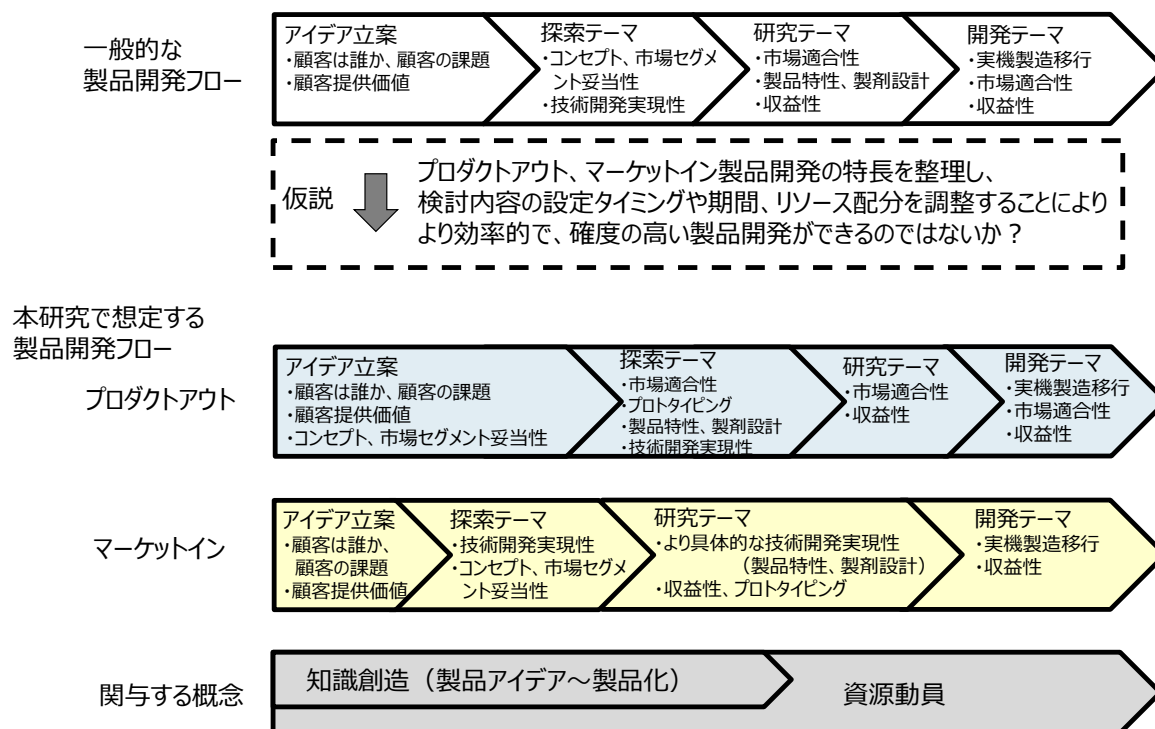 一般的な
製品開発フロー
アイデア立案
・顧客は誰か、顧客の課題
・顧客提供価値
探索テーマ
・コンセプト、市場セグメ
ント妥当性
・技術開発実現性
研究テーマ
・市場適合性
・製品特性、製剤設計
・収益性
開発テーマ
・実機製造移行
・市場適合性
・収益性
仮説
プロダクトアウト、マーケットイン製品開発の特長を整理し、
検討内容の設定タイミングや期間、リソース配分を調整することにより
より効率的で、確度の高い製品開発ができるのではないか？
本研究で想定する
製品開発フロー
プロダクトアウト
アイデア立案
・顧客は誰か、顧客の課題
・顧客提供価値
・コンセプト、市場セグメント妥当性
探索テーマ
・市場適合性
・プロトタイピング
・製品特性、製剤設計
・技術開発実現性
研究テーマ
・市場適合性
・収益性
開発テーマ
・実機製造移行
・市場適合性
・収益性
マーケットイン
アイデア立案
・顧客は誰か、
顧客の課題
・顧客提供価値
探索テーマ
・技術開発実現性
・コンセプト、市場セグメ
ント妥当性
研究テーマ
・より具体的な技術開発実現性
（製品特性、製剤設計）
・収益性、プロトタイピング
開発テーマ
・実機製造移行
・収益性
関与する概念
知識創造（製品アイデア～製品化）
資源動員